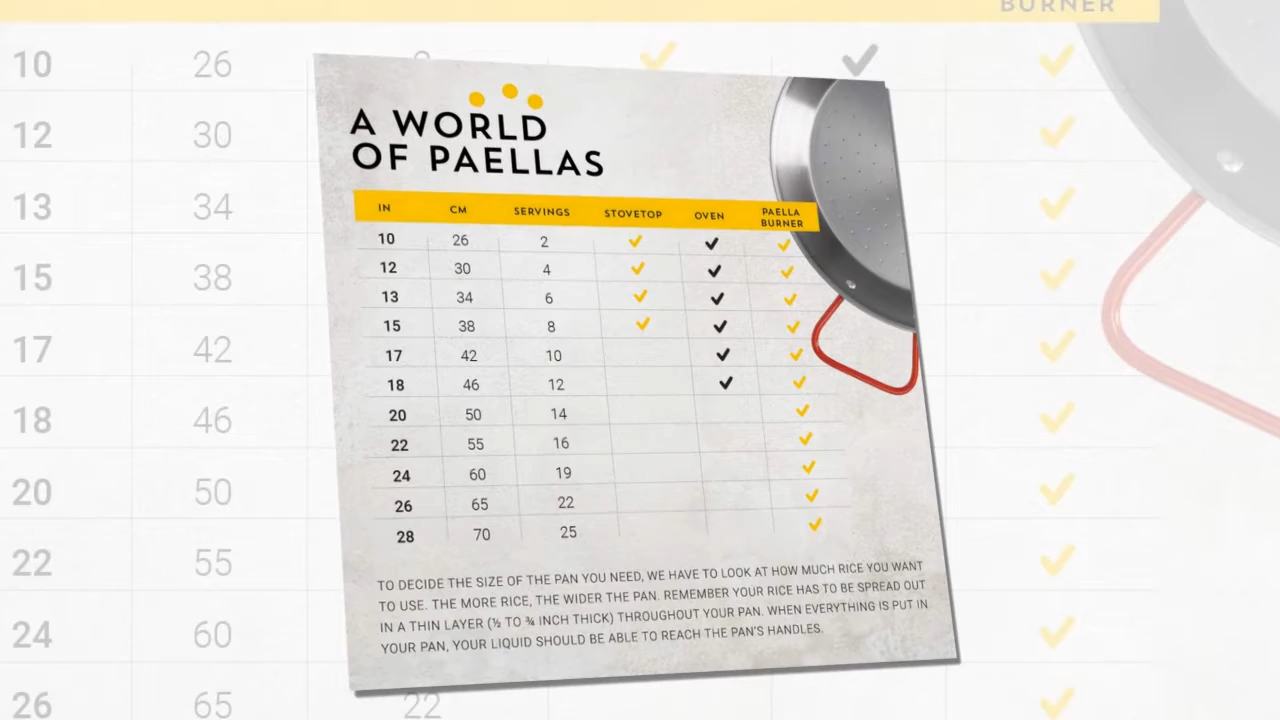 BURNER
A WORLD
OF PAELLAS
IN CM SERVINGS STOVETOP OVEN PAELLA BURNER
10 26 2 ✓ ✓ ✓
12 30 4 ✓ ✓ ✓
13 34 6 ✓ ✓ ✓
15 38 8 ✓ ✓ ✓
17 42 10 ✓ ✓
18 46 12 ✓ ✓
20 50 14 ✓
22 55 16 ✓
24 60 19 ✓
26 65 22 ✓
28 70 25 ✓
TO DECIDE THE SIZE OF THE PAN YOU NEED, WE HAVE TO LOOK AT HOW MUCH RICE YOU WANT
TO USE. THE MORE RICE, THE WIDER THE PAN. REMEMBER YOUR RICE HAS TO BE SPREAD OUT
IN A THIN LAYER (½ TO ¾ INCH THICK) THROUGHOUT YOUR PAN. WHEN EVERYTHING IS PUT IN
YOUR PAN, YOUR LIQUID SHOULD BE ABLE TO REACH THE PAN'S HANDLES.
10 26
12 30
13 34
15 38
17 42
18 46
20 50
22 55
24 60
26 65 22